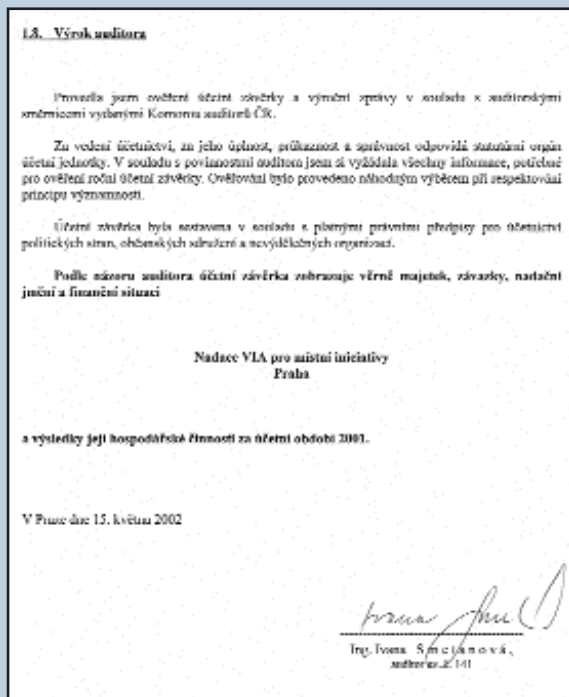 1.8. Výrok auditora
Provedla jsem ověření účetní závěrky a výroční zprávy v souladu s auditorskými
směrnicemi vydanými Komorou auditorů ČR.
Za vedení účetnictví, za jeho úplnost, průkaznost a správnost odpovídá statutární orgán
účetní jednotky. V souladu s povinnostmi auditora jsem si vyžádala všechny informace, potřebné
pro ověření roční účetní závěrky. Ověřování bylo provedeno náhodným výběrem při respektování
principu významnosti.
Účetní závěrka byla sestavena v souladu s platnými právními předpisy pro účetnictví
politických stran, občanských sdružení a nevýdělečných organizací.
Podle názoru auditora účetní závěrka zobrazuje věrně majetek, závazky, nadační
jmění a finanční situaci
Nadace VIA pro místní iniciativy
Praha
a výsledky její hospodářské činnosti za účetní období 2001.
V Praze dne 15. května 2002
Ivana
Ing. Ivana
auditor